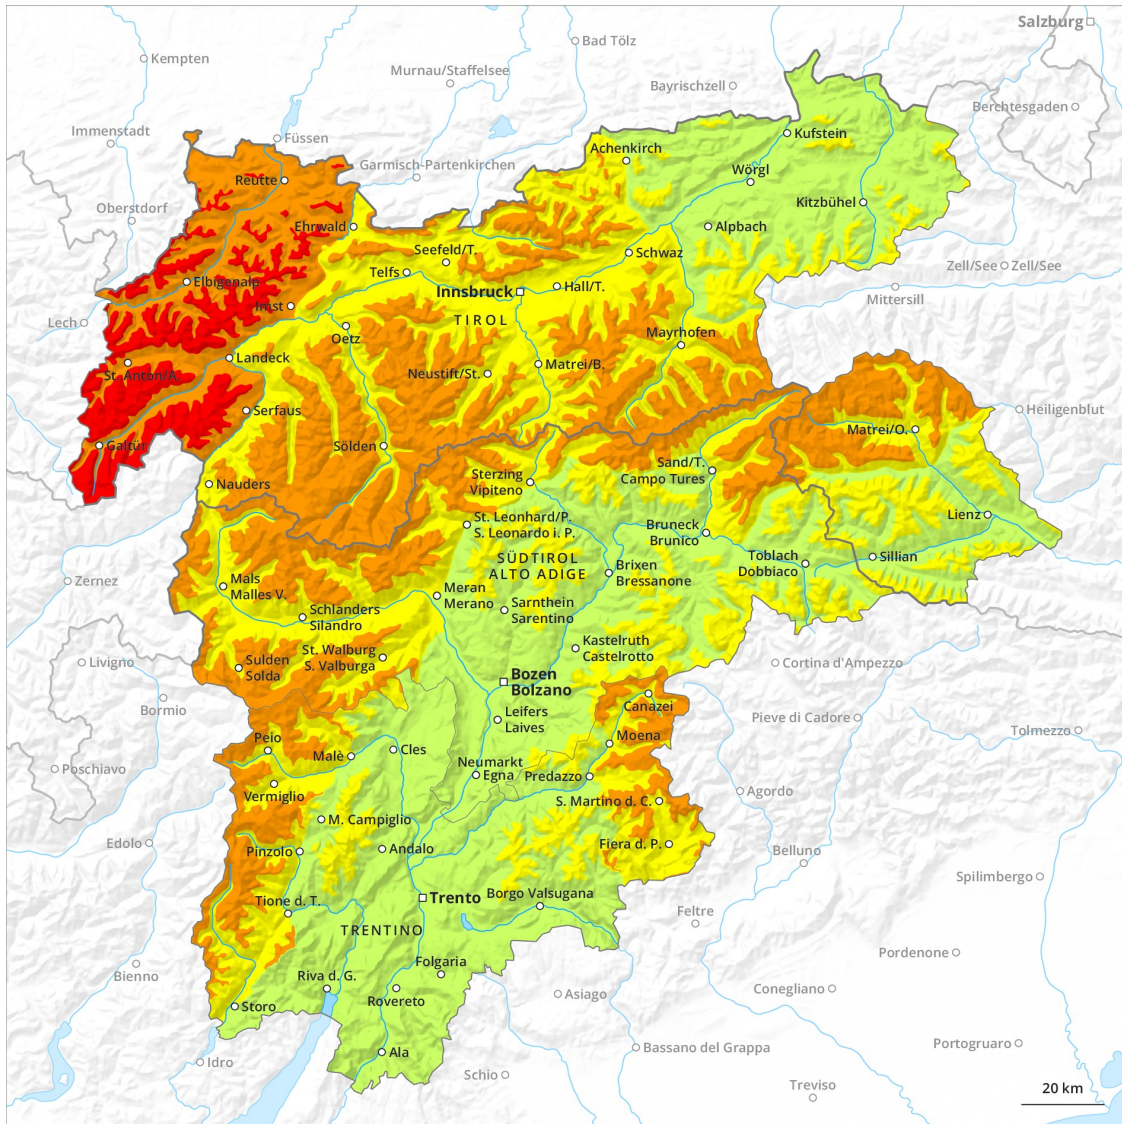 Salzburg
Bad Tölz
Kempten
Murnau/Staffelsee
Bayrischzell
Berchtesgaden
Immenstadt
Füssen
Kufstein
Achenkirch
Garmisch-Partenkirchen
Wörgl
Reutte
Oberstdorf
Kitzbühel
Ehrwald
Alpbach
Seefeld/T.
Schwaz
Telfs
Zell/See
Zell/See
Elbigenalp
Hall/T.
Innsbruck
Mittersill
Imst
Lech
TIROL
Oetz
Mayrhofen
Landeck
Matrei/B.
St. Anton/A.
Neustift/St.
Serfaus
Heiligenblut
Matrei/O.
Galtür
Sölden
Sand/T.
Campo Tures
Sterzing
Vipiteno
Nauders
Lienz
St. Leonhard/P.
S. Leonardo i. P.
Bruneck
Brunico
SÜDTIROL
ALTO ADIGE
Toblach
Dobbiaco
Sillian
Brixen
Bressanone
Zernez
Mals
Malles V.
Meran
Merano
Sarnthein
Sarentino
Schlanders
Silandro
Kastelruth
Castelrotto
St. Walburg
S. Valburga
Livigno
Sulden
Solda
Cortina d'Ampezzo
Bozen
Bolzano
Bormio
Canazei
Leifers
Laives
Pieve di Cadore
Tolmezzo
Peio
Moena
Malè
Cles
Neumarkt
Egna
Predazzo
Poschiavo
Vermiglio
Agordo
S. Martino d. C.
M. Campiglio
Edolo
Pinzolo
Andalo
Fiera d. P.
Belluno
Spilimbergo
Tione d. T.
Trento
Borgo Valsugana
Feltre
TRENTINO
Pordenone
Bienno
Folgaria
Riva d. G.
Rovereto
Asiago
Conegliano
Storo
Ala
Idro
Bassano del Grappa
Portogruaro
Schio
Treviso
20 km